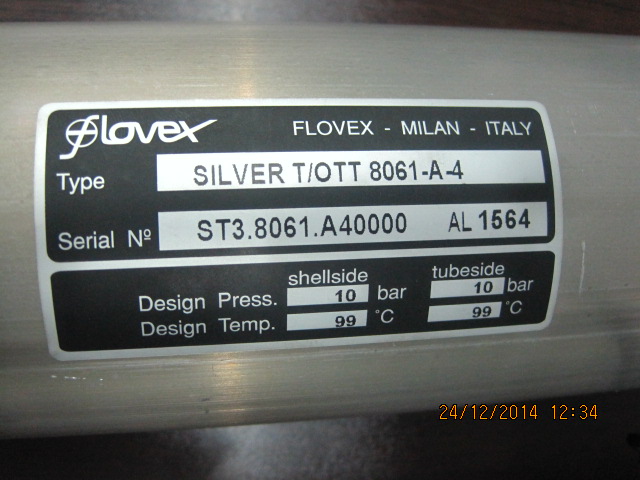 flovex FLOVEX - MILAN - ITALY
Type SILVER T/OTT 8061-A-4
Serial Nº ST3.8061.A40000 AL 1564
shellside tubeside
Design Press. 10 bar 10 bar
Design Temp. 99 °C 99 °C
24/12/2014 12:34